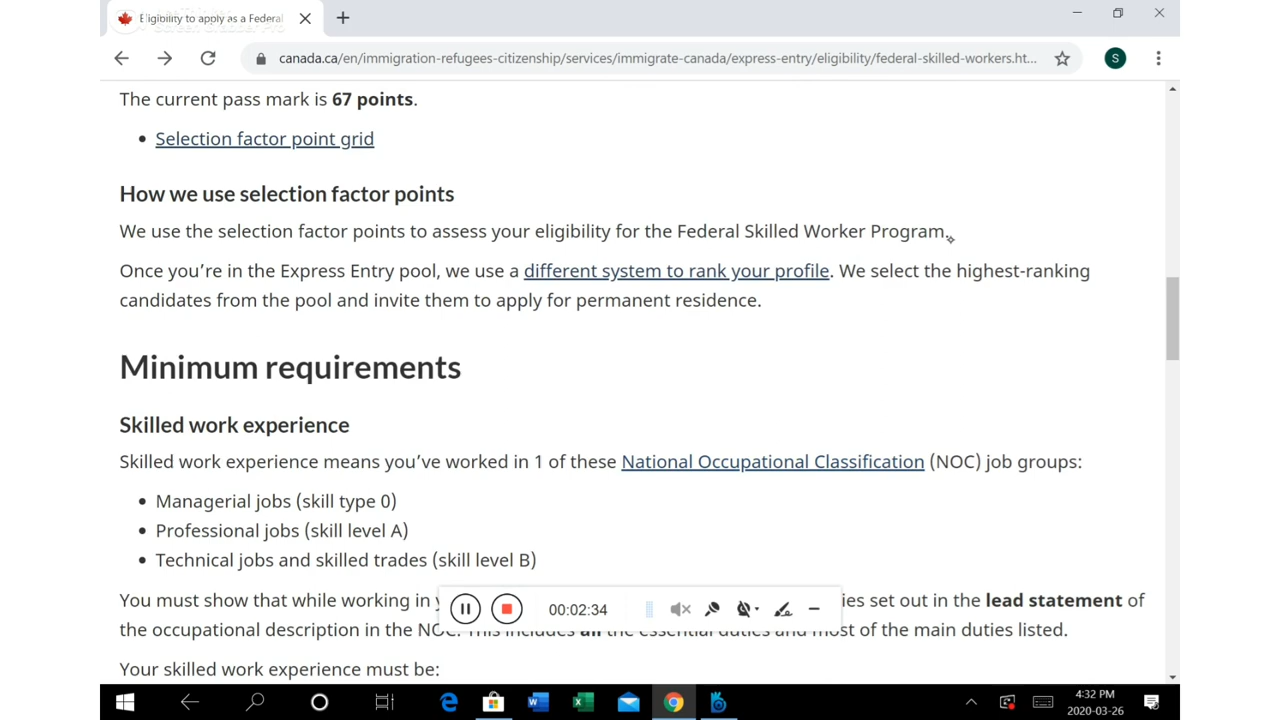 Eligibility to apply as a Federal
canada.ca/en/immigration-refugees-citizenship/services/immigrate-canada/express-entry/eligibility/federal-skilled-workers.ht...
S
The current pass mark is 67 points.
• Selection factor point grid
How we use selection factor points
We use the selection factor points to assess your eligibility for the Federal Skilled Worker Program.
Once you’re in the Express Entry pool, we use a different system to rank your profile. We select the highest-ranking
candidates from the pool and invite them to apply for permanent residence.
Minimum requirements
Skilled work experience
Skilled work experience means you’ve worked in 1 of these National Occupational Classification (NOC) job groups:
• Managerial jobs (skill type 0)
• Professional jobs (skill level A)
• Technical jobs and skilled trades (skill level B)
You must show that while working in ies set out in the lead statement of
00:02:34
the occupational description in the NOC. This includes all the essential duties and most of the main duties listed.
Your skilled work experience must be:
4:32 PM
2020-03-26